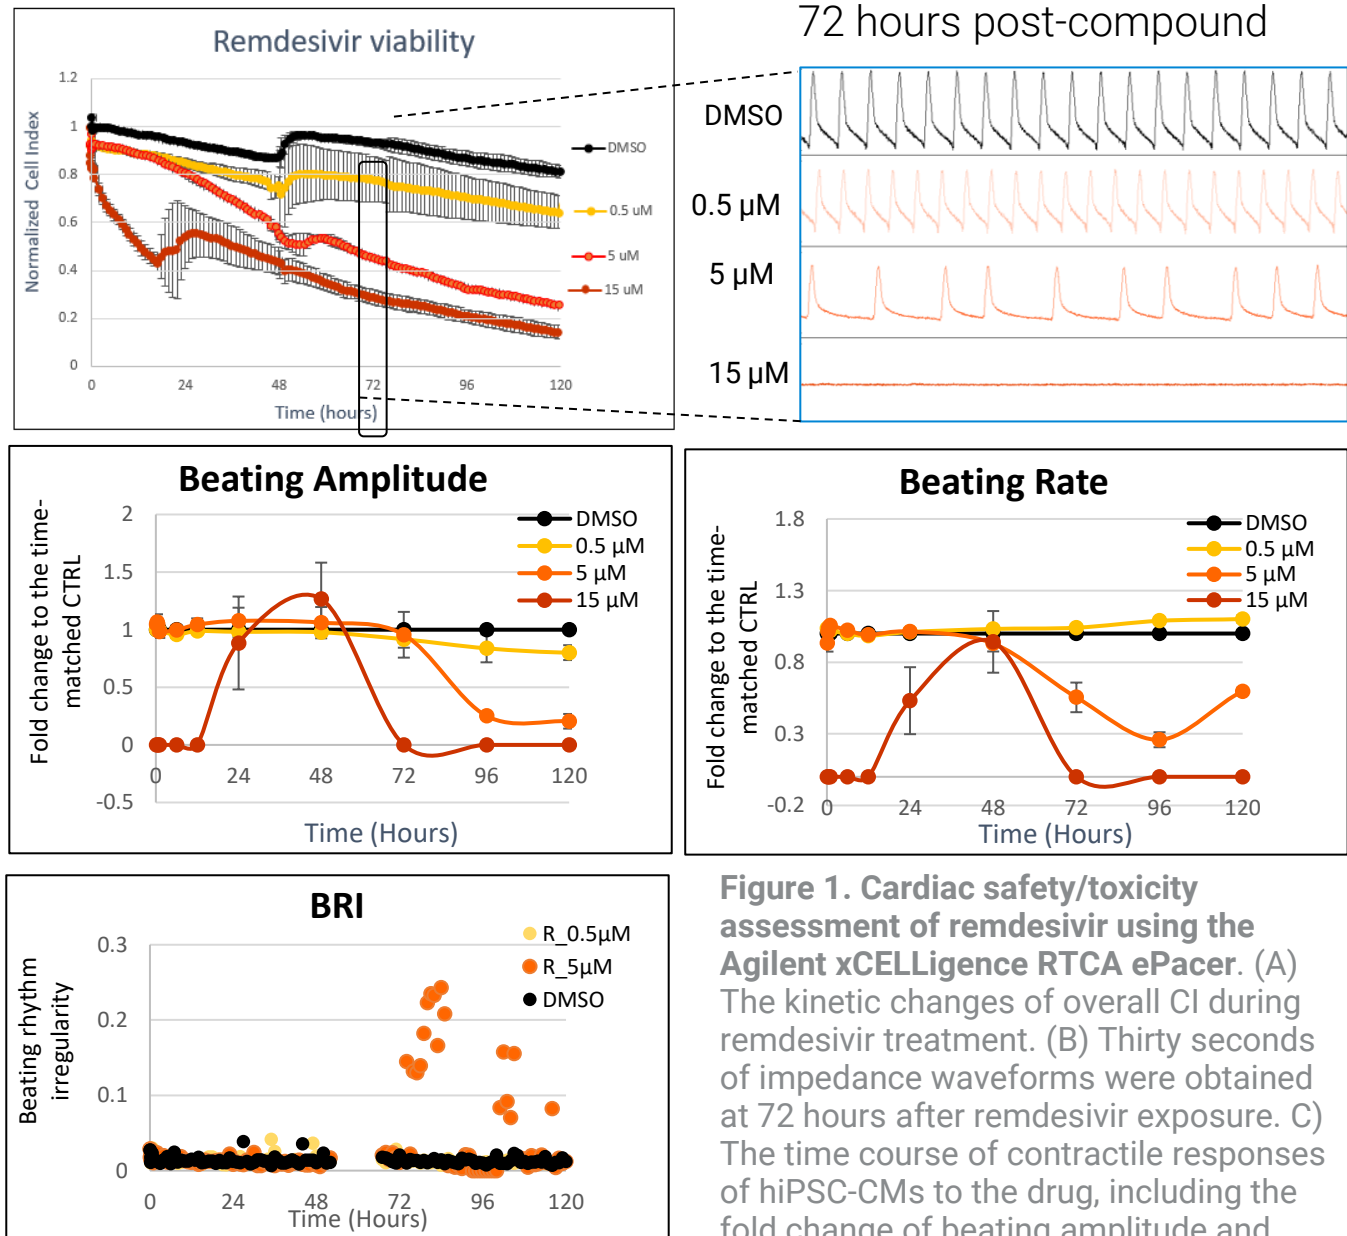 Remdesivir viability
Normalized Cell Index
1.2
1
0.8
0.6
0.4
0.2
0
0 24 48 72 96 120
Time (hours)
DMSO
0.5 uM
5 uM
15 uM
72 hours post-compound
DMSO
0.5 µM
5 µM
15 µM
Beating Amplitude
Fold change to the time-
matched CTRL
2
1.5
1
0.5
0
-0.5
0 24 48 72 96 120
Time (Hours)
DMSO
0.5 µM
5 µM
15 µM
Beating Rate
Fold change to the time-
matched CTRL
1.8
1.3
0.8
0.3
-0.2
0 24 48 72 96 120
Time (Hours)
DMSO
0.5 µM
5 µM
15 µM
BRI
Beating rhythm
irregularity
0.3
0.2
0.1
0
0 24 48 72 96 120
Time (Hours)
R_0.5µM
R_5µM
DMSO
Figure 1. Cardiac safety/toxicity
assessment of remdesivir using the
Agilent xCELLigence RTCA ePacer. (A)
The kinetic changes of overall CI during
remdesivir treatment. (B) Thirty seconds
of impedance waveforms were obtained
at 72 hours after remdesivir exposure. C)
The time course of contractile responses
of hiPSC-CMs to the drug, including the
fold change of beating amplitude and